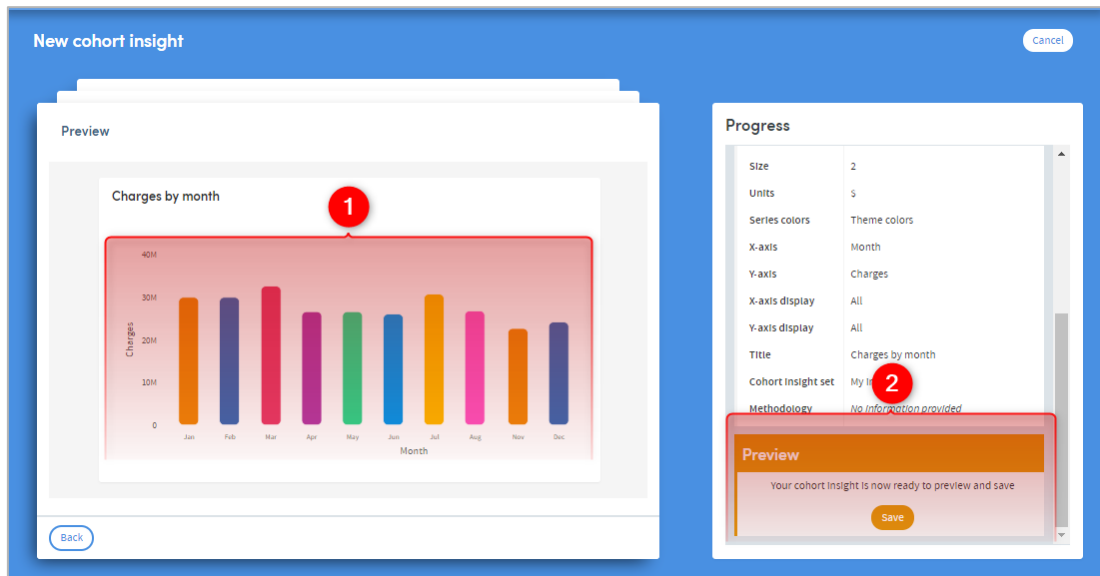 New cohort insight
Cancel
Preview
Charges by month
1
40M
30M
20M
10M
0
Charges
Jan Feb Mar Apr May Jun Jul Aug Nov Dec
Month
Back
Progress
Size 2
Units $
Series colors Theme colors
X-axis Month
Y-axis Charges
X-axis display All
Y-axis display All
Title Charges by month
Cohort insight set My
2
Methodology No information provided
Preview
Your cohort insight is now ready to preview and save
Save